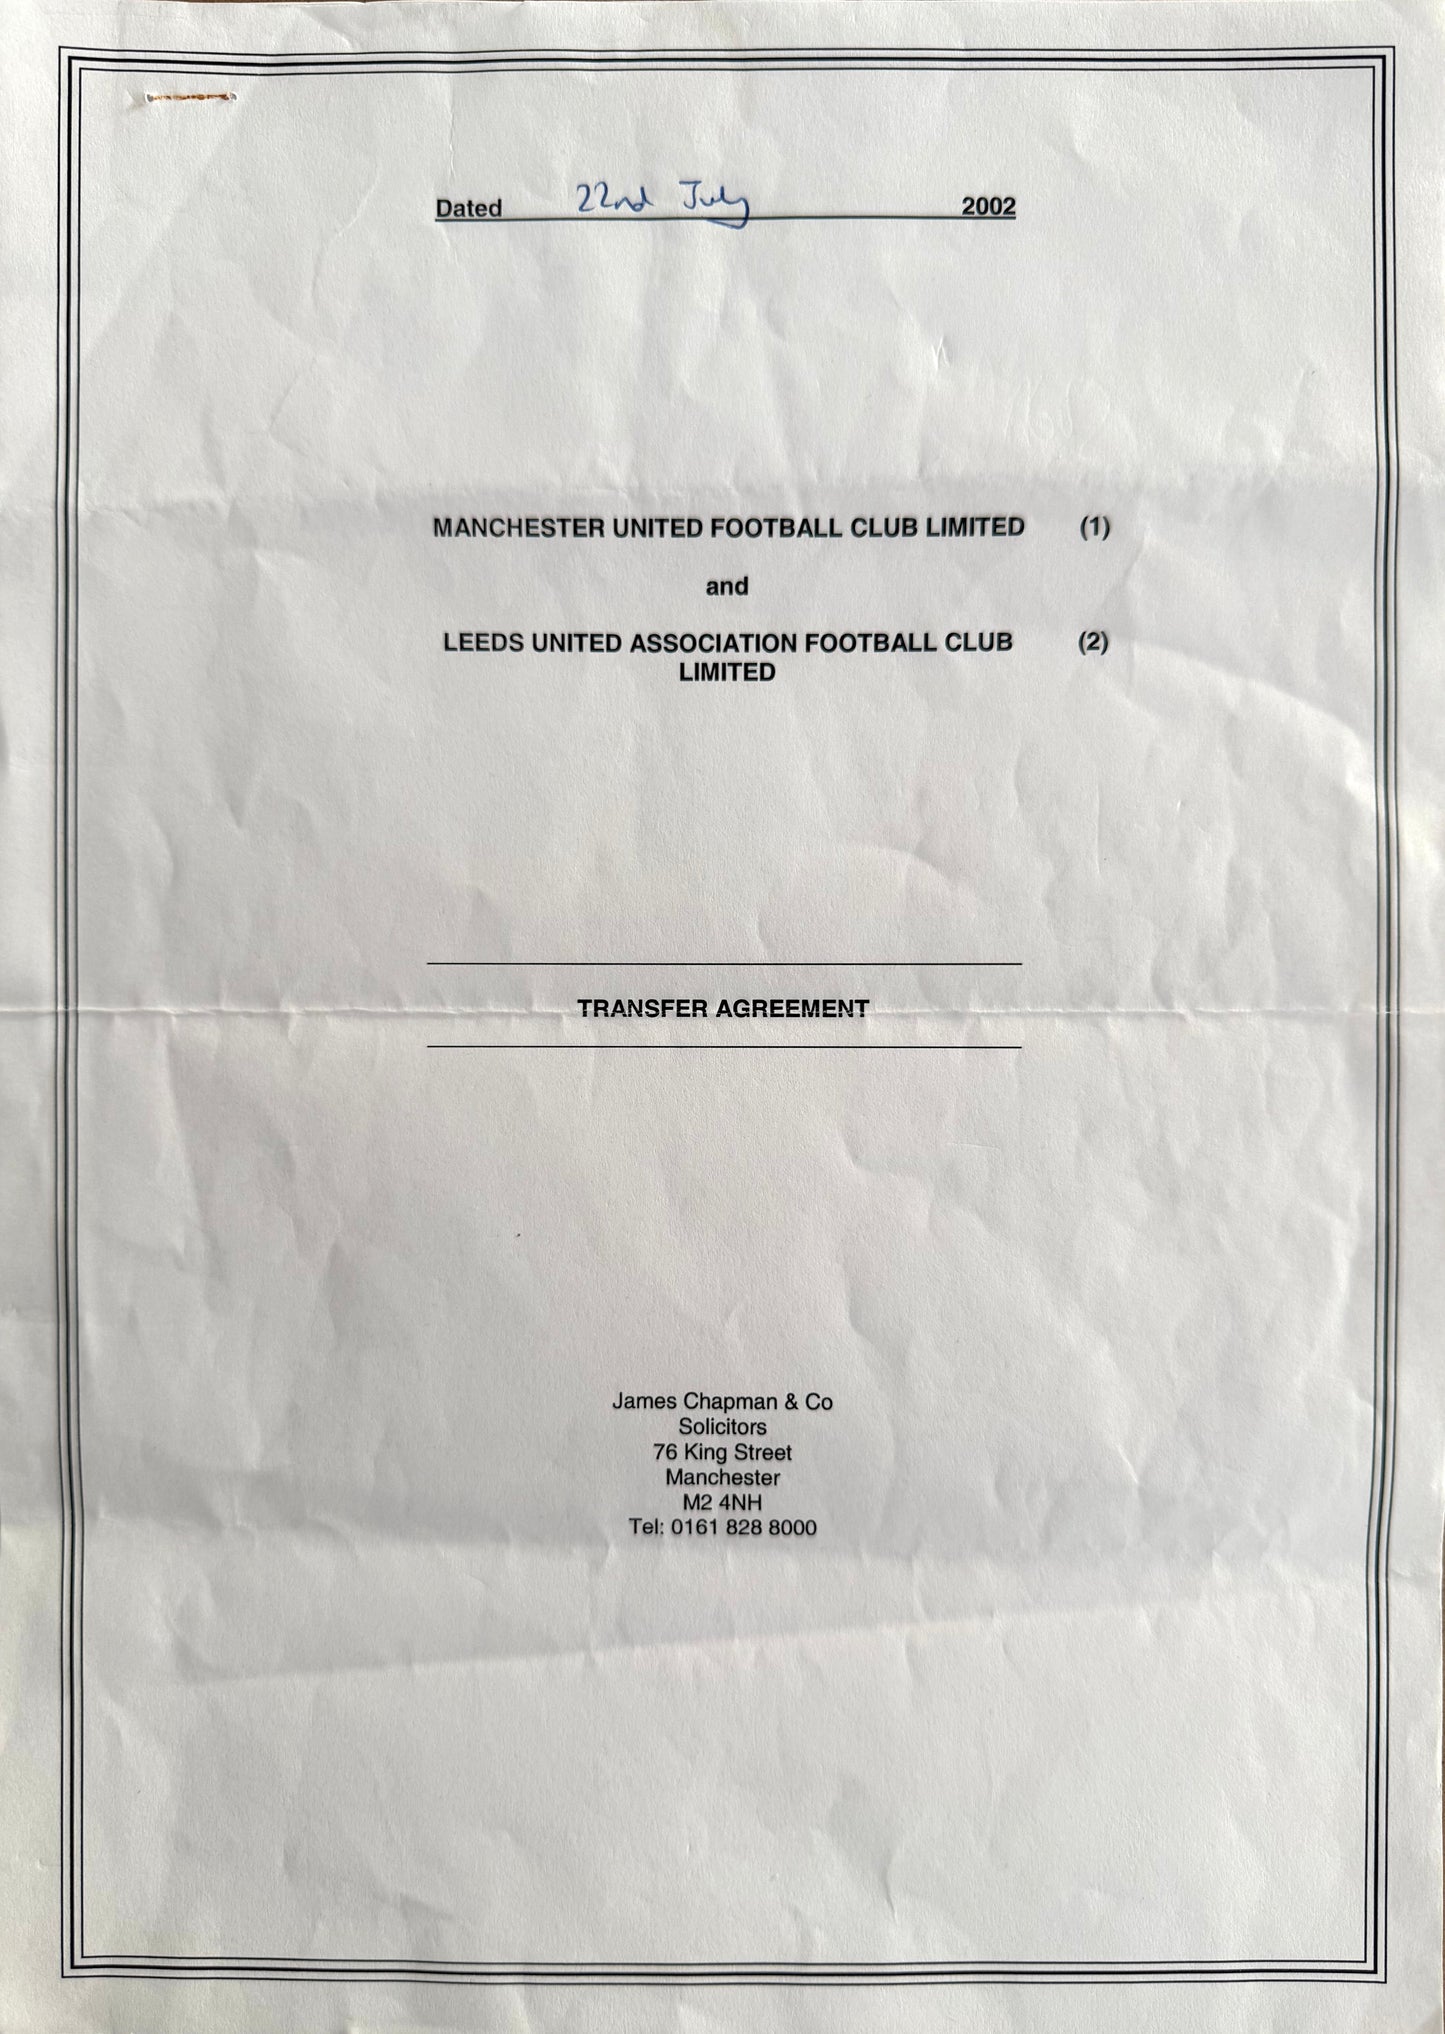 Dated 22nd July 2002
MANCHESTER UNITED FOOTBALL CLUB LIMITED (1)
and
LEEDS UNITED ASSOCIATION FOOTBALL CLUB (2)
LIMITED
TRANSFER AGREEMENT
James Chapman & Co
Solicitors
76 King Street
Manchester
M2 4NH
Tel: 0161 828 8000